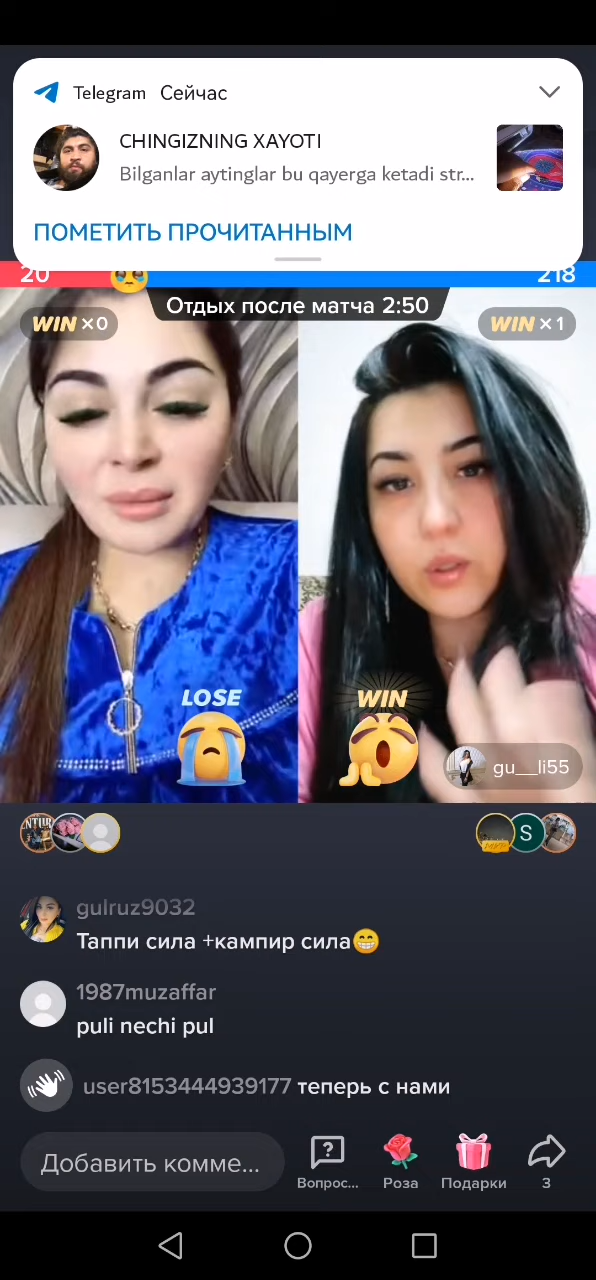 Telegram Сейчас
CHINGIZNING XAYOTI
Bilganlar aytinglar bu qayerga ketadi str...
ПОМЕТИТЬ ПРОЧИТАННЫМ
20 218
Отдых после матча 2:50
WIN ×0 WIN ×1
LOSE WIN
gu__li55
S
gulruz9032
Таппи сила +кампир сила😁
1987muzaffar
puli nechi pul
user8153444939177 теперь с нами
Добавить комме...
Вопрос... Роза Подарки 3